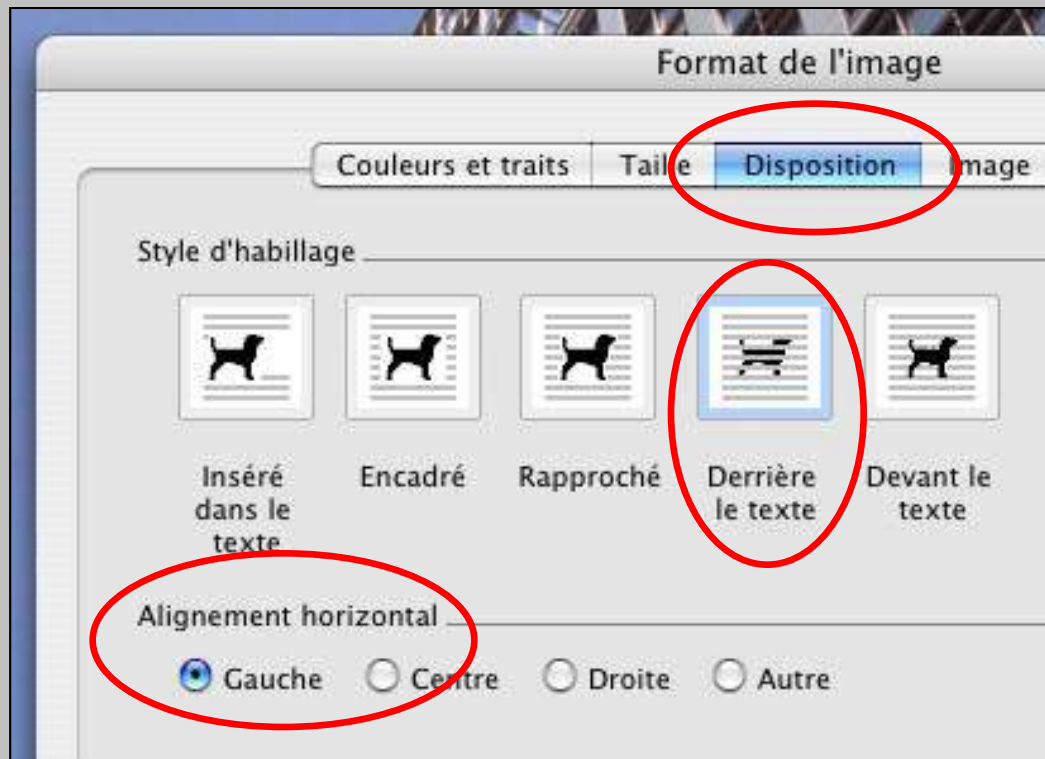 Format de l'image
Couleurs et traits Taille Disposition Image
Style d'habillage
Inséré dans le texte
Encadré
Rapproché
Derrière le texte
Devant le texte
Alignement horizontal
Gauche Centre Droite Autre